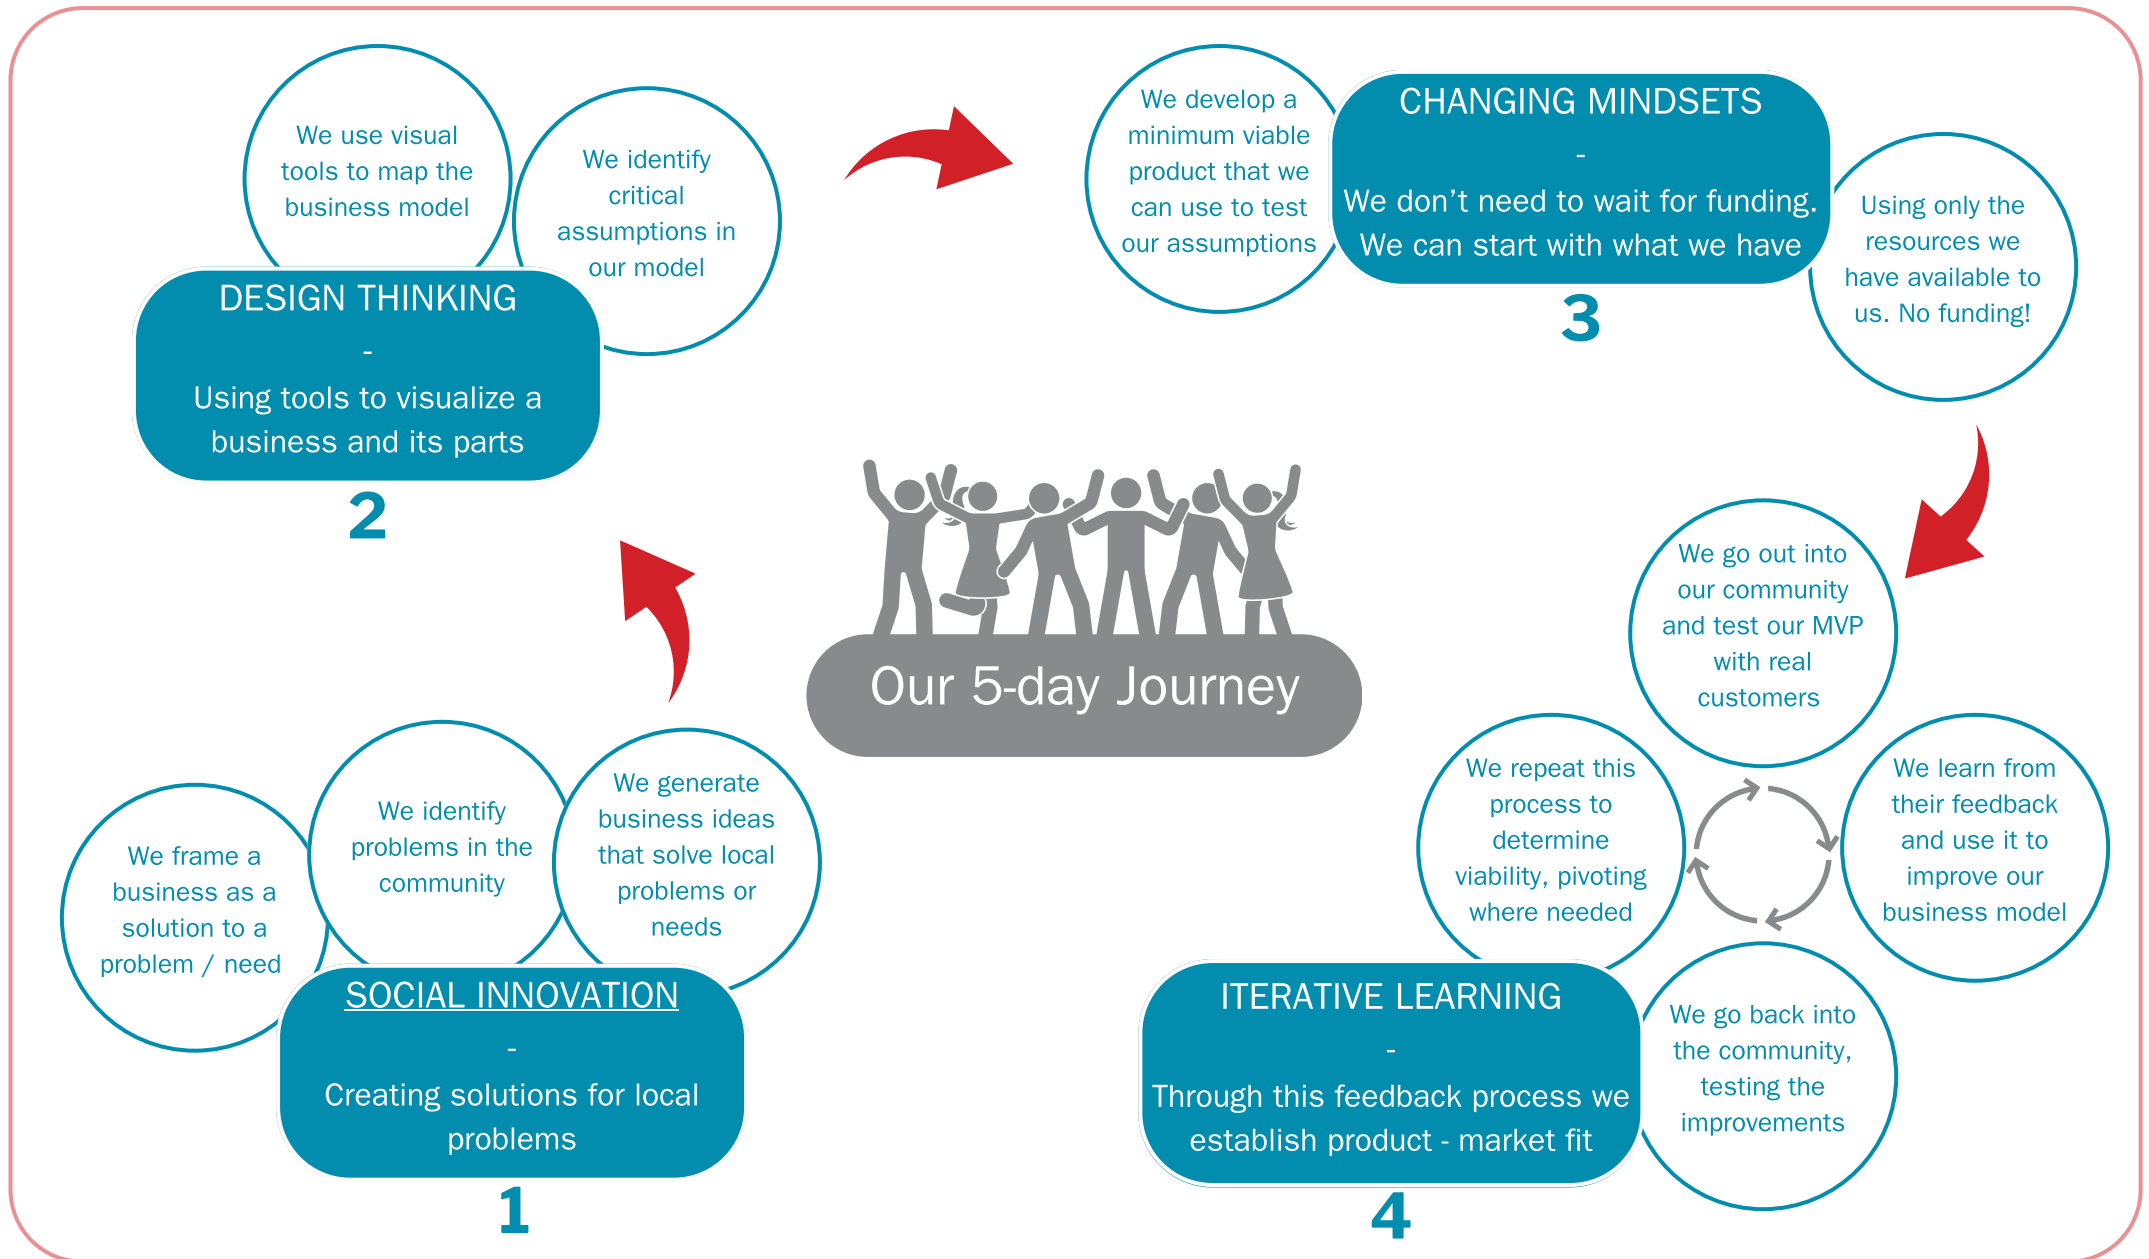 We frame a
business as a
solution to a
problem / need
We identify
problems in the
community
We generate
business ideas
that solve local
problems or
needs
SOCIAL INNOVATION
-
Creating solutions for local
problems
1
We use visual
tools to map the
business model
We identify
critical
assumptions in
our model
DESIGN THINKING
-
Using tools to visualize a
business and its parts
2
We develop a
minimum viable
product that we
can use to test
our assumptions
CHANGING MINDSETS
-
We don't need to wait for funding.
We can start with what we have
3
Using only the
resources we
have available to
us. No funding!
Our 5-day Journey
We go out into
our community
and test our MVP
with real
customers
We learn from
their feedback
and use it to
improve our
business model
We go back into
the community,
testing the
improvements
We repeat this
process to
determine
viability, pivoting
where needed
ITERATIVE LEARNING
-
Through this feedback process we
establish product - market fit
4